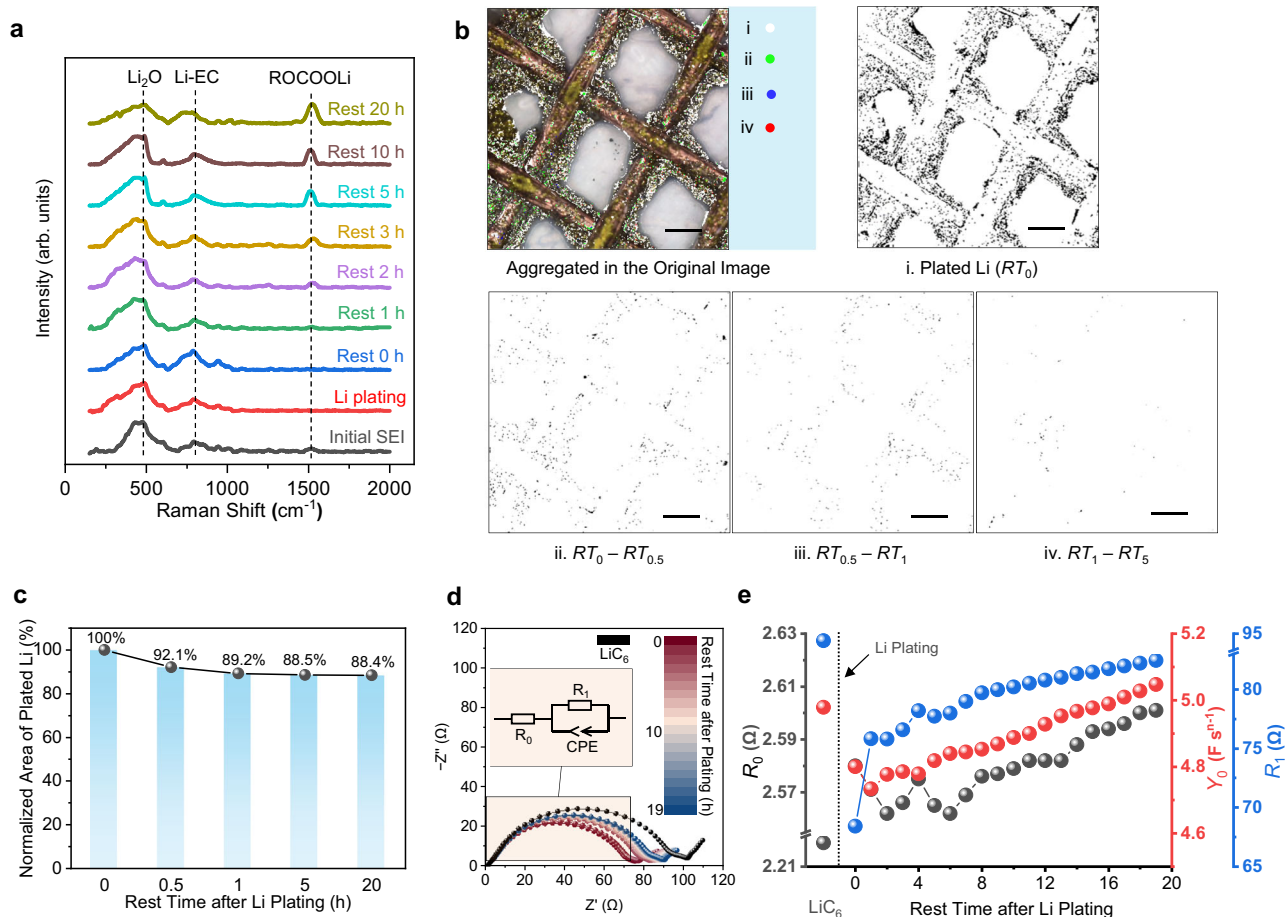 a
Li₂O Li-EC ROCOOLi
Rest 20 h
Rest 10 h
Rest 5 h
Rest 3 h
Rest 2 h
Rest 1 h
Rest 0 h
Li plating
Initial SEI
Intensity (arb. units)
0 500 1000 1500 2000
Raman Shift (cm⁻¹)
b
i
ii
iii
iv
Aggregated in the Original Image
i. Plated Li (RT₀)
ii. RT₀ – RT₀.₅
iii. RT₀.₅ – RT₁
iv. RT₁ – RT₅
c
Normalized Area of Plated Li (%)
120
100
80
60
40
20
0
100%
92.1%
89.2%
88.5%
88.4%
0 0.5 1 5 20
Rest Time after Li Plating (h)
d
−Z'' (Ω)
120
100
80
60
40
20
0
LiC₆
R₁
R₀
CPE
0
10
19
Rest Time after Plating (h)
0 20 40 60 80 100 120
Z' (Ω)
e
R₀ (Ω)
2.63
2.61
2.59
2.57
2.21
Li Plating
5.2
5.0
4.8
4.6
Y₀ (F sⁿ⁻¹)
95
80
75
70
65
R₁ (Ω)
LiC₆
0 4 8 12 16 20
Rest Time after Li Plating